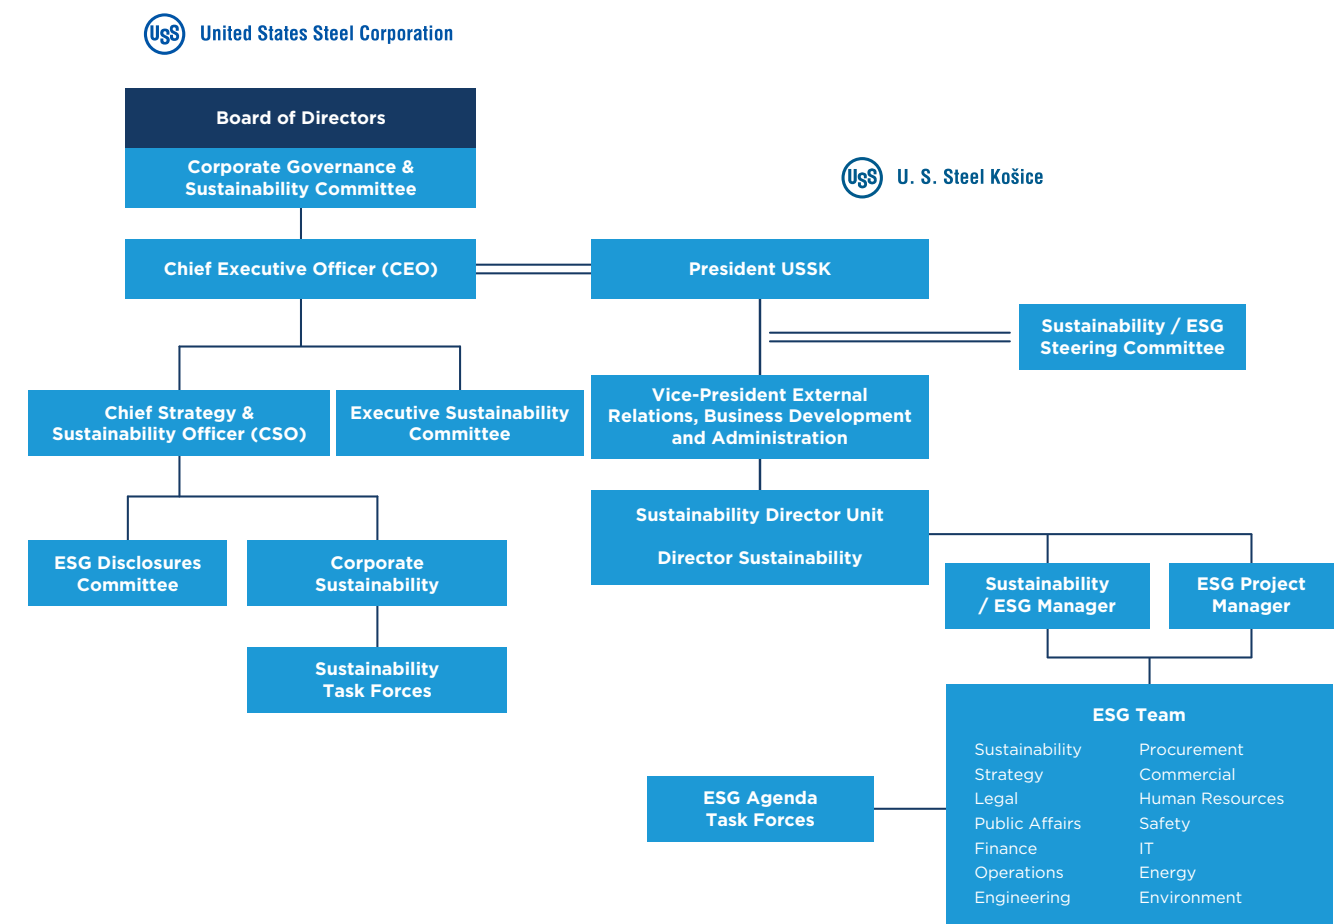 USS
United States Steel Corporation
Board of Directors
Corporate Governance &
Sustainability Committee
USS
U. S. Steel Košice
Chief Executive Officer (CEO)
President USSK
Sustainability / ESG
Steering Committee
Chief Strategy &
Sustainability Officer (CSO)
Executive Sustainability
Committee
Vice-President External
Relations, Business Development
and Administration
Sustainability Director Unit
Director Sustainability
ESG Disclosures
Committee
Corporate
Sustainability
Sustainability
/ ESG Manager
ESG Project
Manager
Sustainability
Task Forces
ESG Team
Sustainability
Strategy
Legal
Public Affairs
Finance
Operations
Engineering
Procurement
Commercial
Human Resources
Safety
IT
Energy
Environment
ESG Agenda
Task Forces